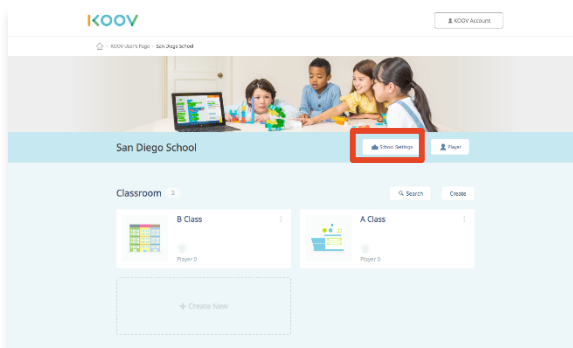 KOOV
KOOV Account
KOOV User's Page > San Diego School
San Diego School
School Settings
Player
Classroom 2
Search
Create
B Class
Player 0
A Class
Player 0
+ Create New